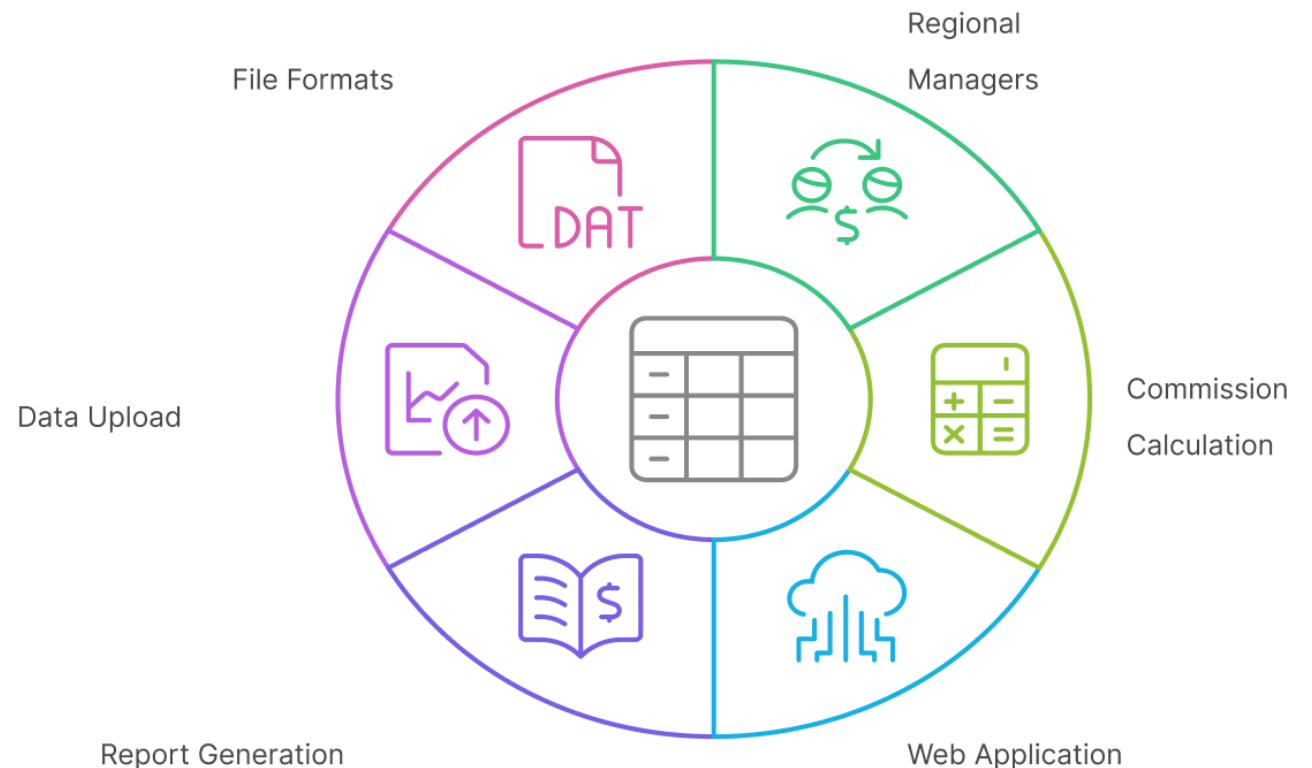 Regional
Managers
File Formats
DAT
$
Commission
Calculation
Data Upload
$
Report Generation
Web Application